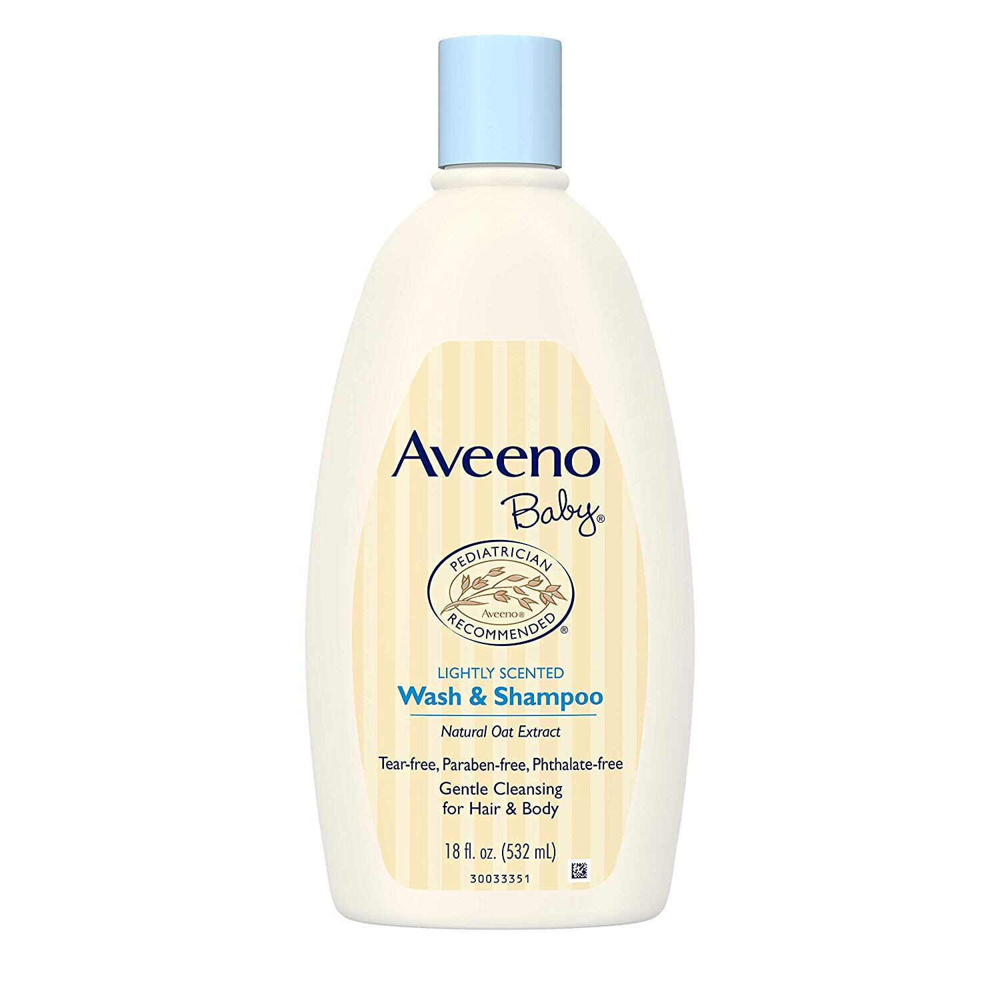 Aveeno
Baby®
PEDIATRICIAN
Aveeno®
RECOMMENDED®
LIGHTLY SCENTED
Wash & Shampoo
Natural Oat Extract
Tear-free, Paraben-free, Phthalate-free
Gentle Cleansing
for Hair & Body
18 fl. oz. (532 mL)
30033351